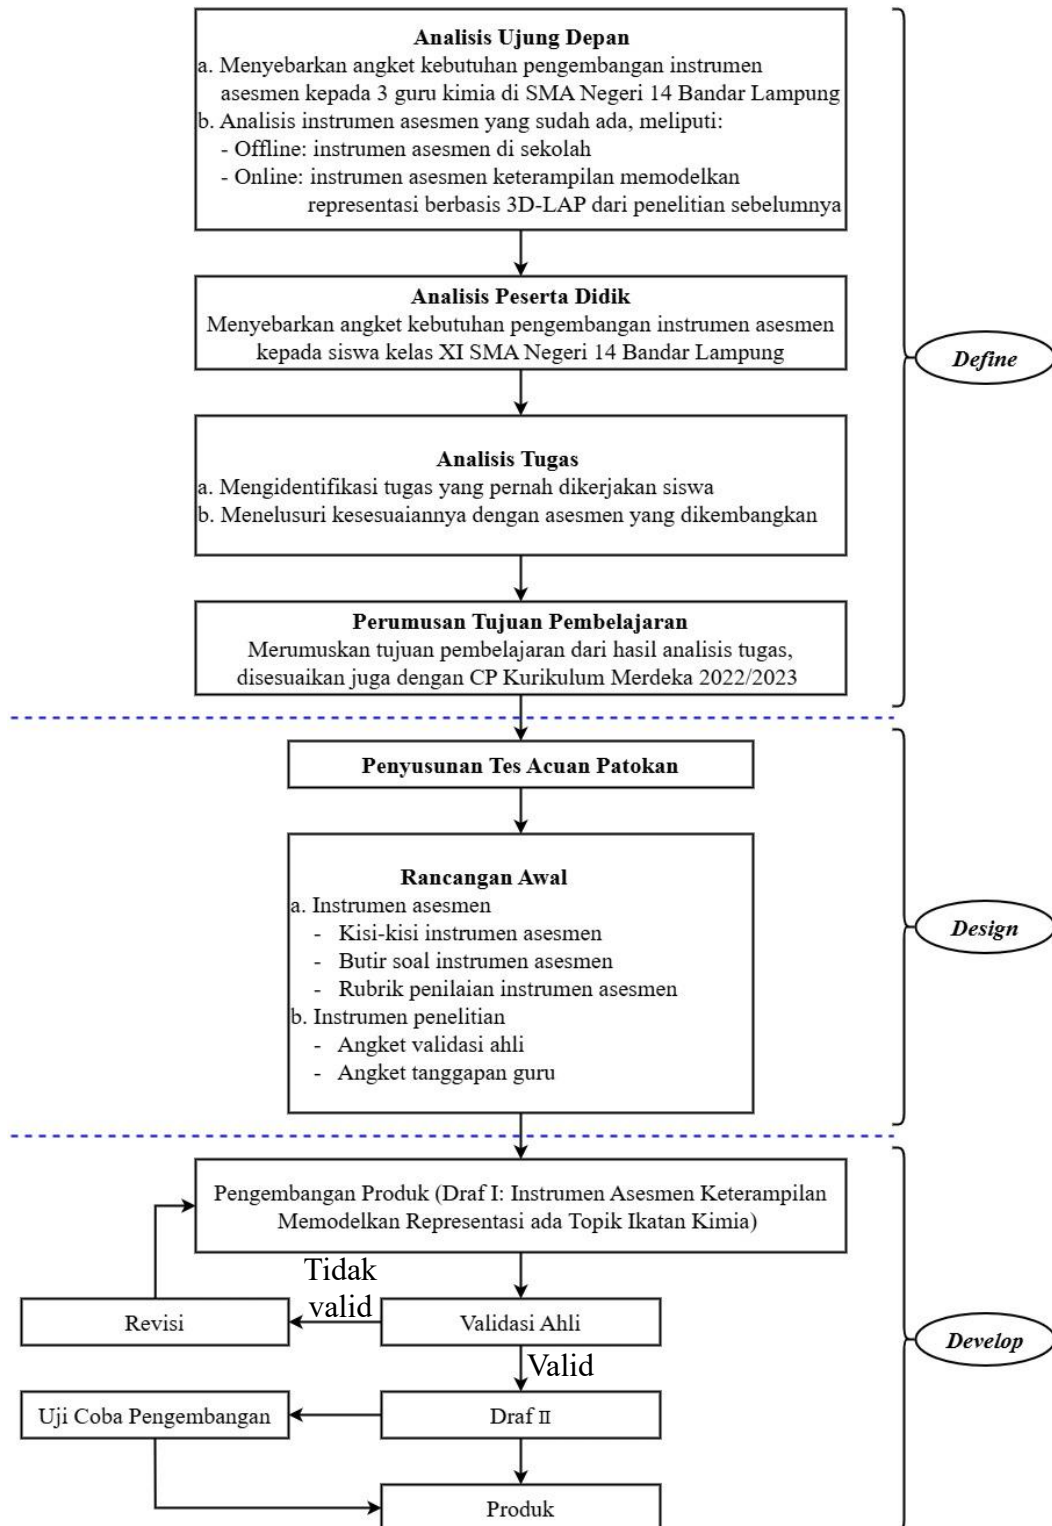 Analisis Ujung Depan
a. Menyebarkan angket kebutuhan pengembangan instrumen
asesmen kepada 3 guru kimia di SMA Negeri 14 Bandar Lampung
b. Analisis instrumen asesmen yang sudah ada, meliputi:
- Offline: instrumen asesmen di sekolah
- Online: instrumen asesmen keterampilan memodelkan
representasi berbasis 3D-LAP dari penelitian sebelumnya
Analisis Peserta Didik
Menyebarkan angket kebutuhan pengembangan instrumen asesmen
kepada siswa kelas XI SMA Negeri 14 Bandar Lampung
Define
Analisis Tugas
a. Mengidentifikasi tugas yang pernah dikerjakan siswa
b. Menelusuri kesesuaiannya dengan asesmen yang dikembangkan
Perumusan Tujuan Pembelajaran
Merumuskan tujuan pembelajaran dari hasil analisis tugas,
disesuaikan juga dengan CP Kurikulum Merdeka 2022/2023
Penyusunan Tes Acuan Patokan
Rancangan Awal
a. Instrumen asesmen
- Kisi-kisi instrumen asesmen
- Butir soal instrumen asesmen
- Rubrik penilaian instrumen asesmen
b. Instrumen penelitian
- Angket validasi ahli
- Angket tanggapan guru
Design
Pengembangan Produk (Draf I: Instrumen Asesmen Keterampilan
Memodelkan Representasi ada Topik Ikatan Kimia)
Tidak
valid
Revisi
Validasi Ahli
Develop
Valid
Uji Coba Pengembangan
Draf II
Produk